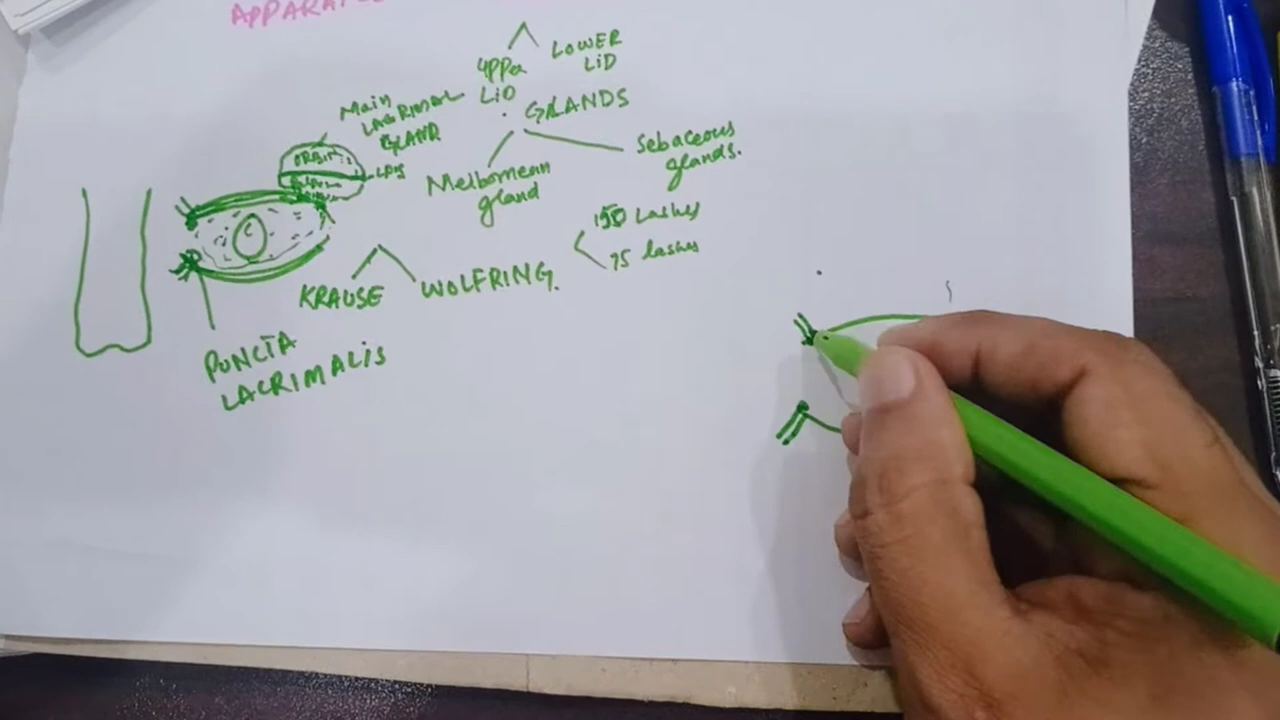 APPARAT
LOWER
LiD
UPPER
LiD
Main
LACRIMAL
GLAND
GLANDS
ORBIT
LPS
Sebaceous
glands.
Meibomean
gland
150 Lashes
75 lashes
KRAUSE
WOLFRING.
PUNCTA
LACRIMALIS